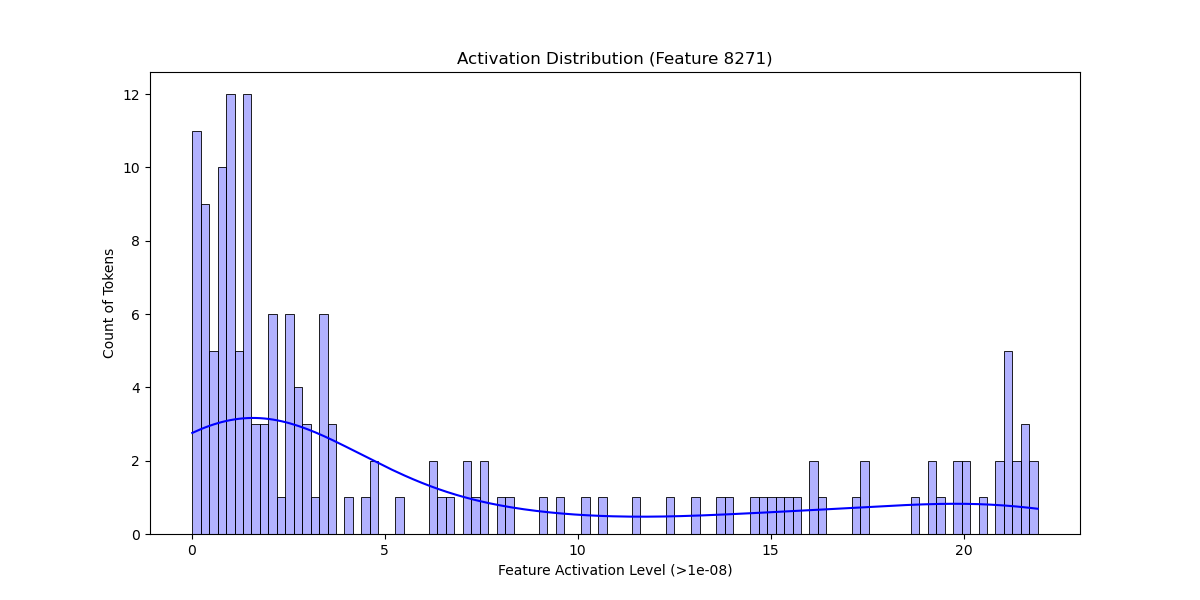 Activation Distribution (Feature 8271)
12
10
8
6
4
2
0
Count of Tokens
0 5 10 15 20
Feature Activation Level (>1e-08)